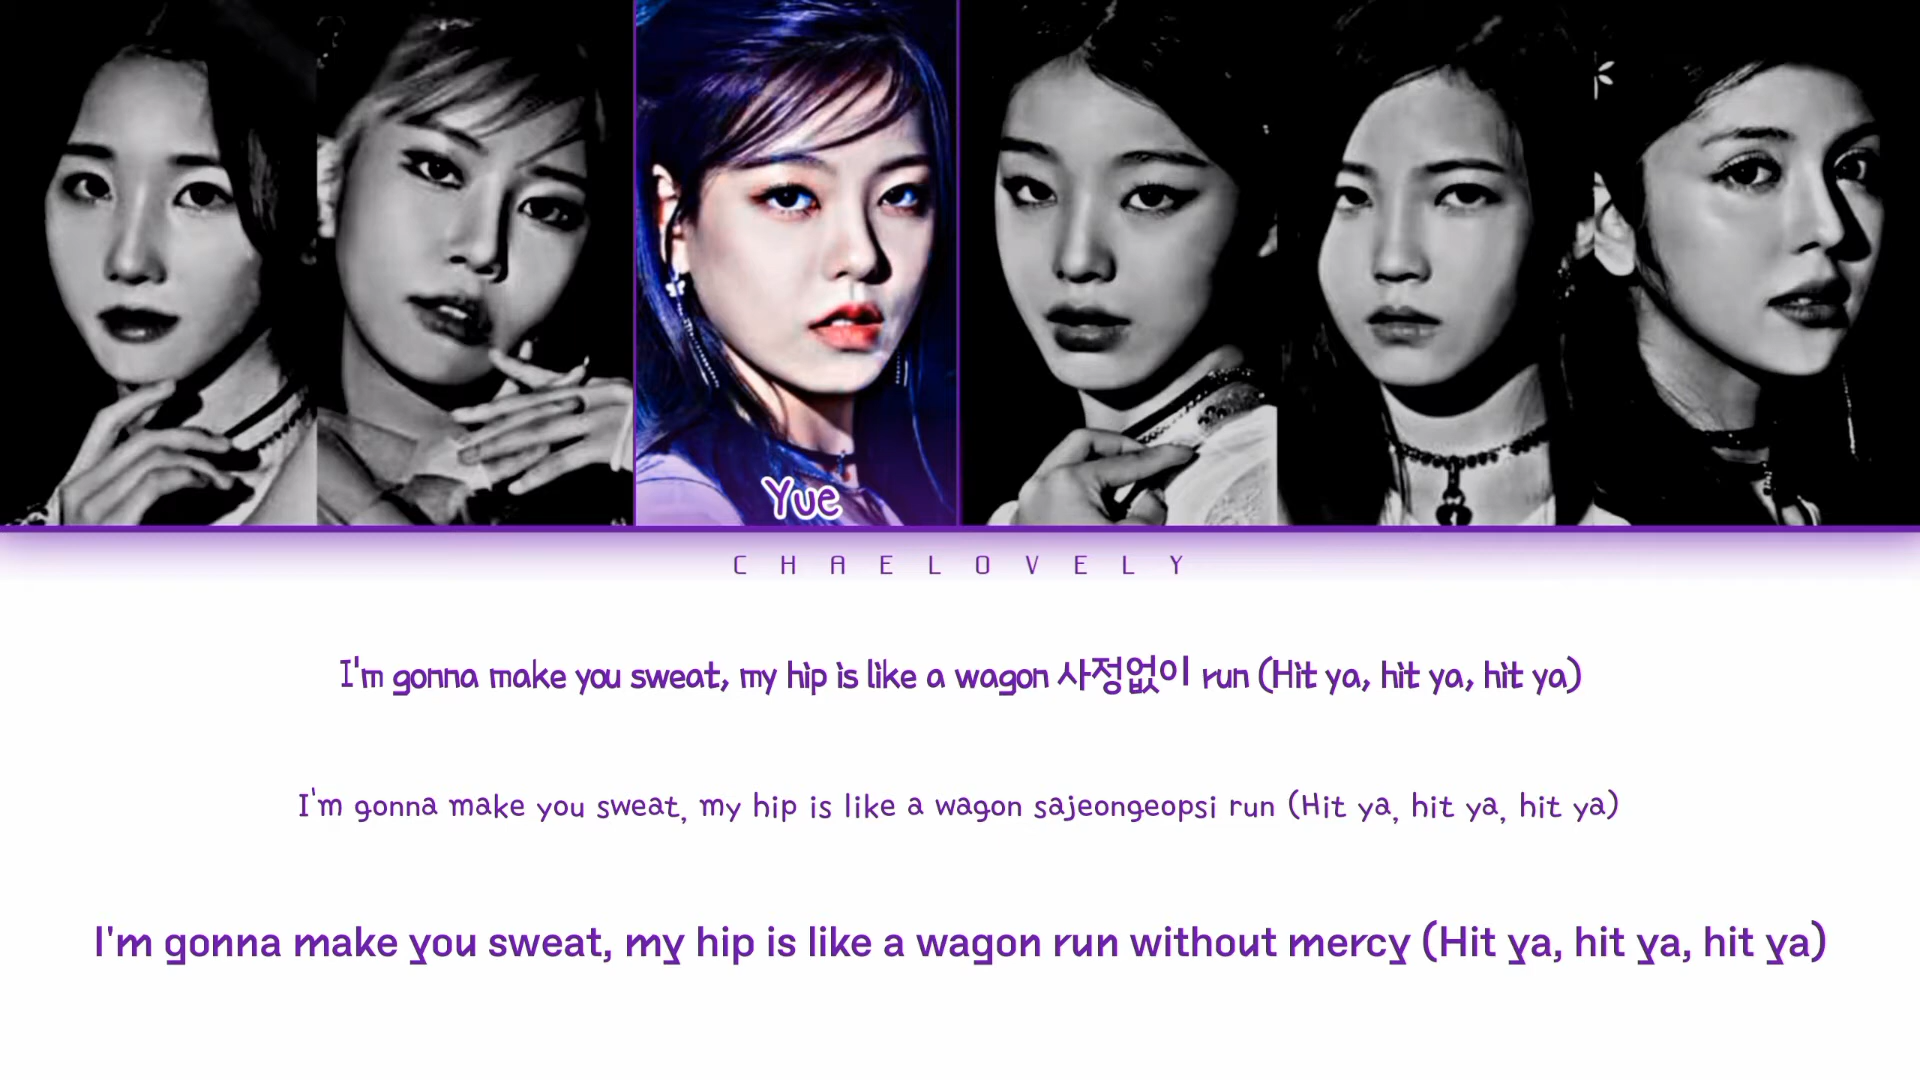 Yue
CHAELOVELY
I'm gonna make you sweat, my hip is like a wagon 사정없이 run (Hit ya, hit ya, hit ya)
I'm gonna make you sweat, my hip is like a wagon sajeongeopsi run (Hit ya, hit ya, hit ya)
I'm gonna make you sweat, my hip is like a wagon run without mercy (Hit ya, hit ya, hit ya)